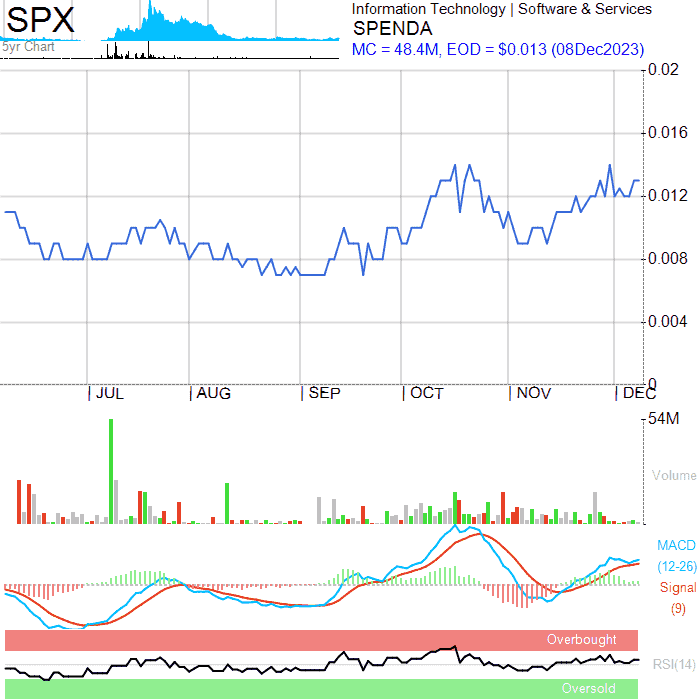 SPX
5yr Chart
Information Technology | Software & Services
SPENDA
MC = 48.4M, EOD = $0.013 (08Dec2023)
0.02
0.016
0.012
0.008
0.004
0
JUL AUG SEP OCT NOV DEC
54M
Volume
MACD
(12-26)
Signal
(9)
Overbought
RSI(14)
Oversold